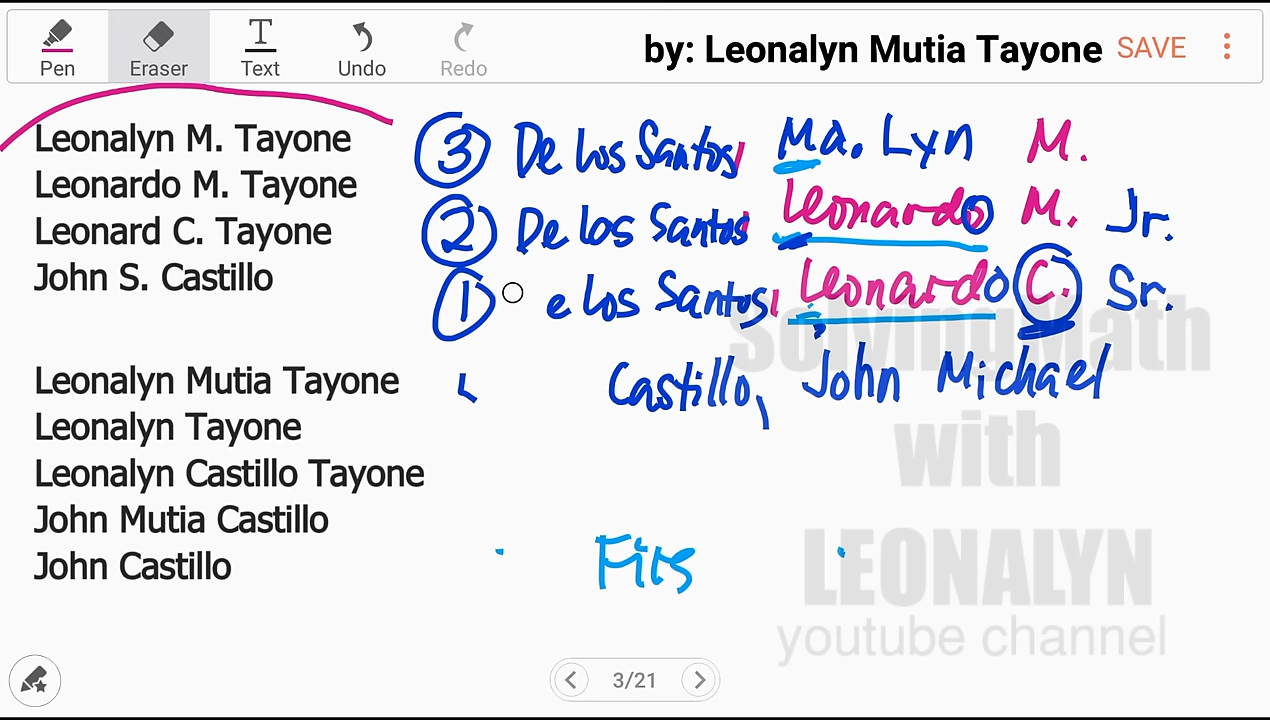 Pen Eraser Text Undo Redo by: Leonalyn Mutia Tayone SAVE
Leonalyn M. Tayone
Leonardo M. Tayone
Leonard C. Tayone
John S. Castillo
Leonalyn Mutia Tayone
Leonalyn Tayone
Leonalyn Castillo Tayone
John Mutia Castillo
John Castillo
3 De los Santos, Ma. Lyn M.
2 De los Santos, Leonardo M. Jr.
1 e los Santos, Leonardo C. Sr.
Castillo, John Michael
Firs
SolvingMath
with
LEONALYN
youtube channel
3/21